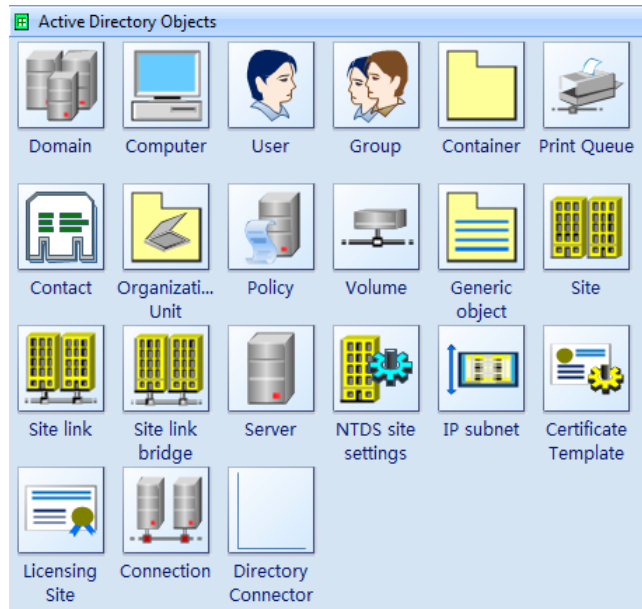 Active Directory Objects
Domain Computer User Group Container Print Queue
Contact Organizati... Policy Volume Generic Site
Unit object
Site link Site link Server NTDS site IP subnet Certificate
bridge settings Template
Licensing Connection Directory
Site Connector